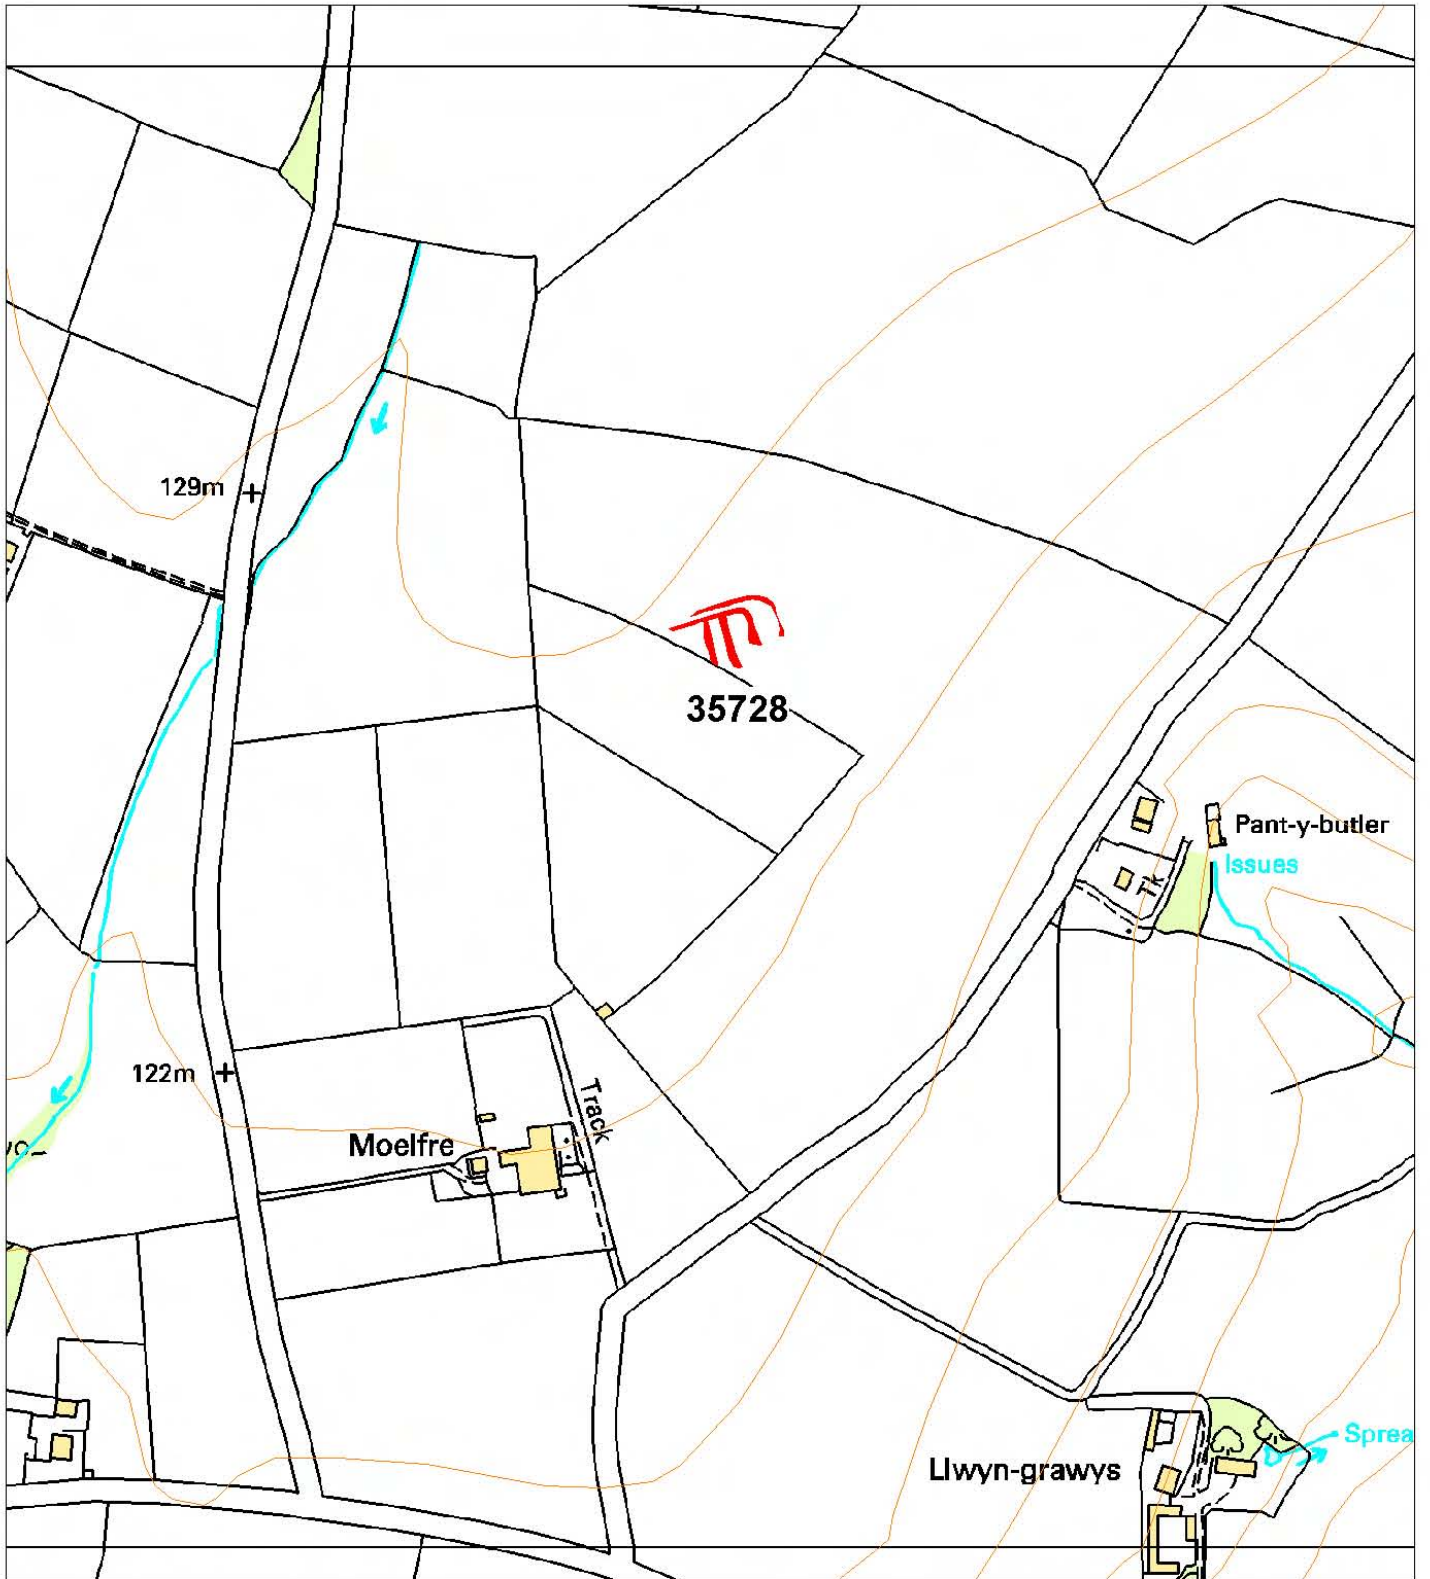 129m
35728
Pant-y-butler
Issues
Tk
122m
Track
Moelfre
Sprea
Llwyn-grawys